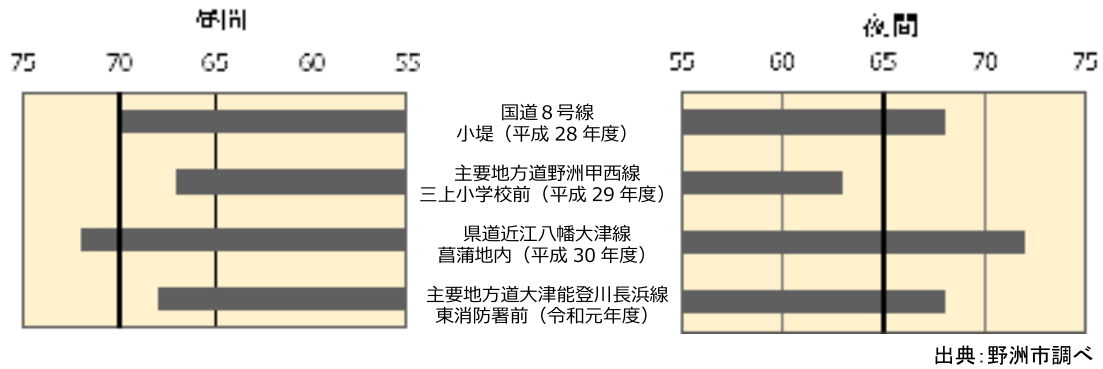 昼間
夜間
75 70 65 60 55
55 60 65 70 75
国道８号線
小堤（平成 28 年度）
主要地方道野洲甲西線
三上小学校前（平成 29 年度）
県道近江八幡大津線
菖蒲地内（平成 30 年度）
主要地方道大津能登川長浜線
東消防署前（令和元年度）
出典：野洲市調べ